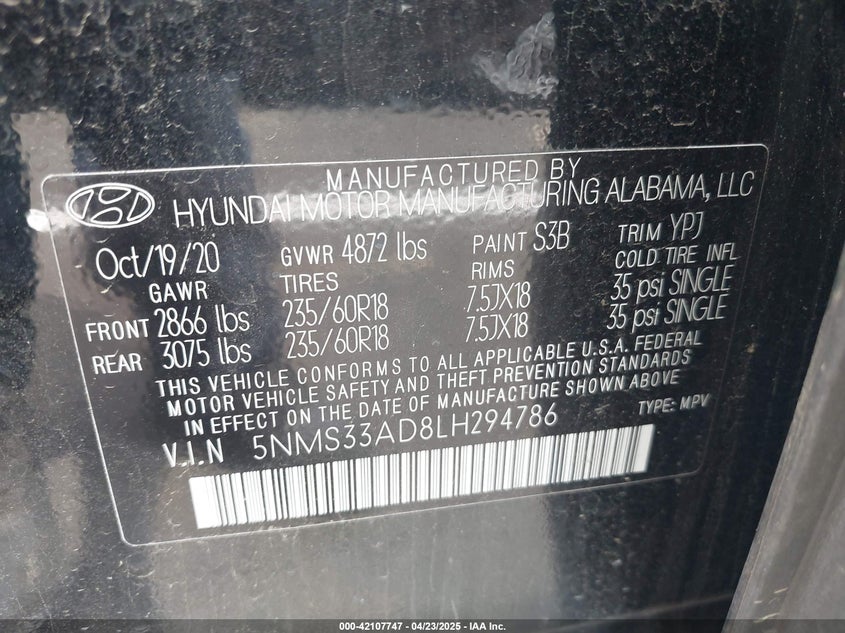 MANUFACTURED BY
HYUNDAI MOTOR MANUFACTURING ALABAMA, LLC
Oct/19/20 GVWR 4872 lbs PAINT S3B TRIM YPJ
GAWR TIRES RIMS COLD TIRE INFL
FRONT 2866 lbs 235/60R18 7.5JX18 35 psi SINGLE
REAR 3075 lbs 235/60R18 7.5JX18 35 psi SINGLE
THIS VEHICLE CONFORMS TO ALL APPLICABLE U.S.A. FEDERAL
MOTOR VEHICLE SAFETY AND THEFT PREVENTION STANDARDS
IN EFFECT ON THE DATE OF MANUFACTURE SHOWN ABOVE
V.I.N 5NMS33AD8LH294786 TYPE: MPV
000-42107747 - 04/23/2025 - IAA Inc.